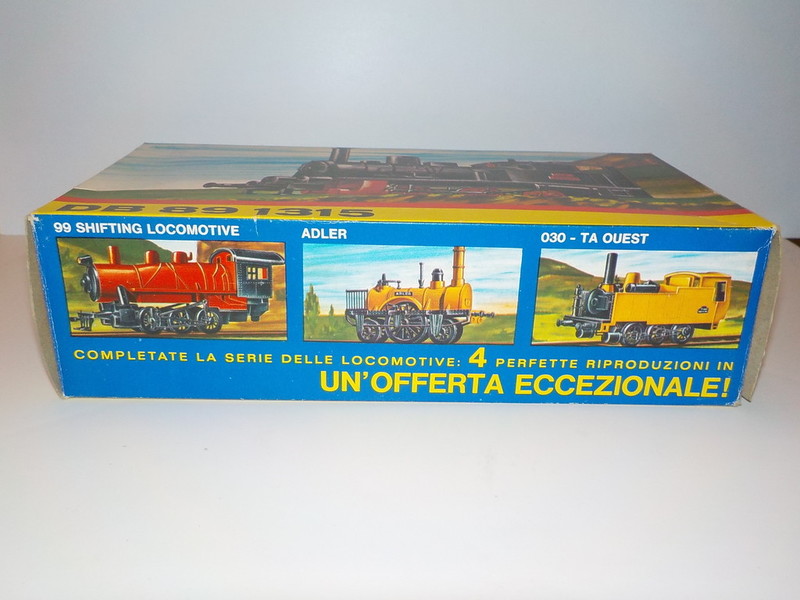 DB 89 1315
99 SHIFTING LOCOMOTIVE
ADLER
030 - TA OUEST
COMPLETATE LA SERIE DELLE LOCOMOTIVE: 4 PERFETTE RIPRODUZIONI IN
UN'OFFERTA ECCEZIONALE!